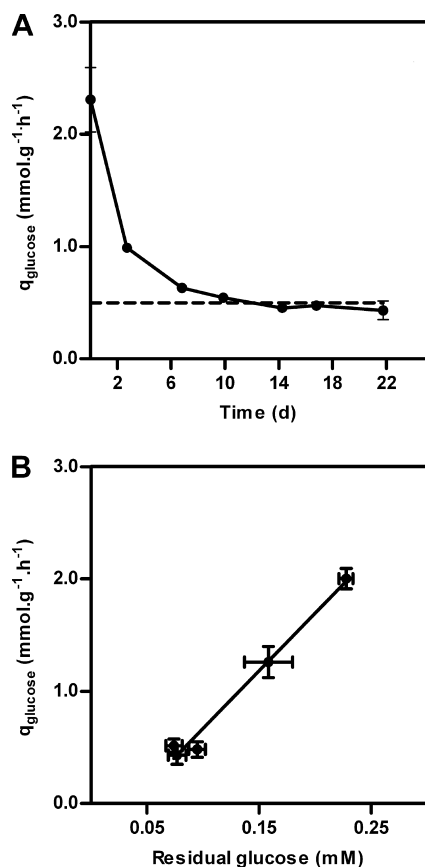 A
3.0
2.0
1.0
0.0
q_glucose (mmol.g⁻¹·h⁻¹)
2 6 10 14 18 22
Time (d)
B
3.0
2.0
1.0
0.0
q_glucose (mmol.g⁻¹.h⁻¹)
0.05 0.15 0.25
Residual glucose (mM)